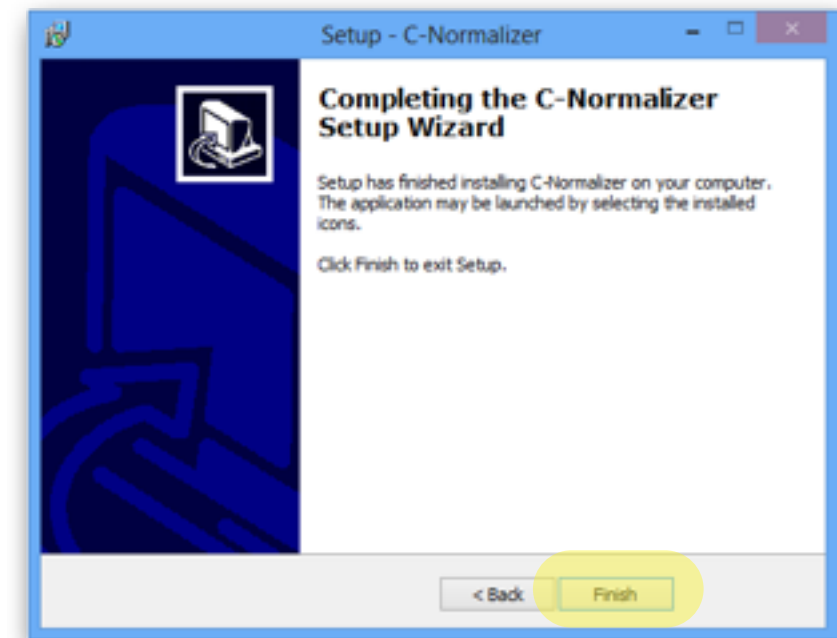 Setup - C-Normalizer
Completing the C-Normalizer
Setup Wizard
Setup has finished installing C-Normalizer on your computer.
The application may be launched by selecting the installed
icons.
Click Finish to exit Setup.
< Back
Finish